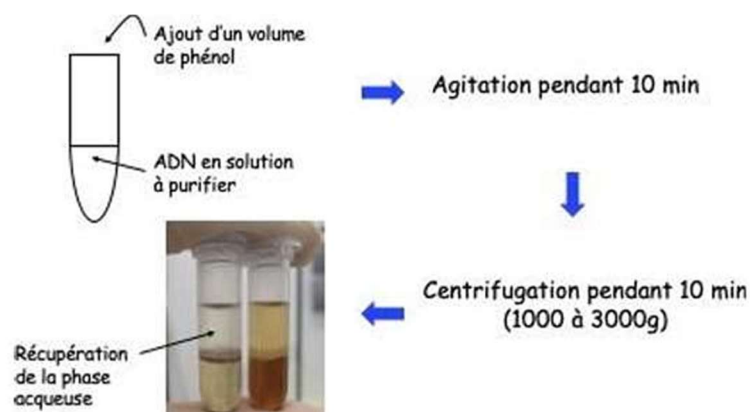 Ajout d'un volume
de phénol
Agitation pendant 10 min
ADN en solution
à purifier
Centrifugation pendant 10 min
(1000 à 3000g)
Récupération
de la phase
acqueuse